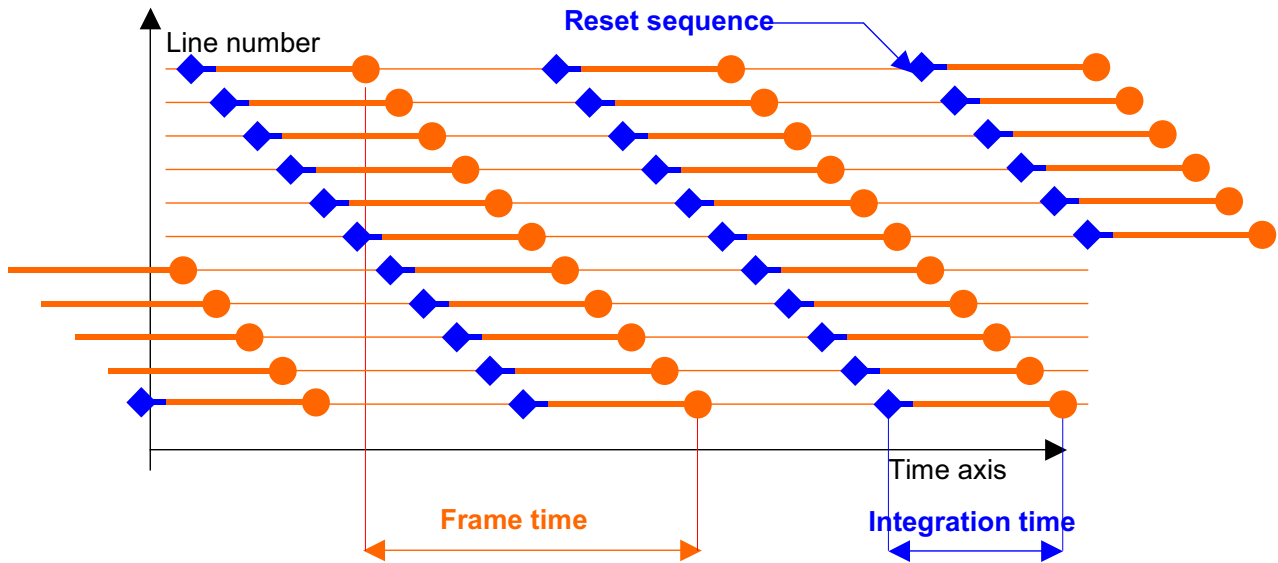 Reset sequence
Line number
Time axis
Frame time
Integration time